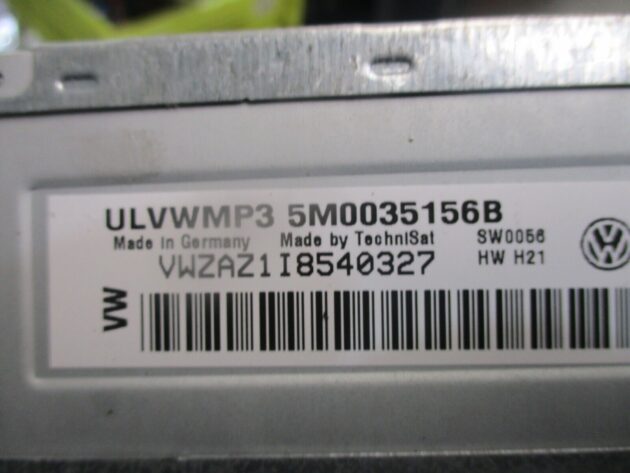 ULVWMP3 5M0035156B
Made in Germany Made by TechniSat SW0056
VWZAZ1I8540327 HW H21
VW